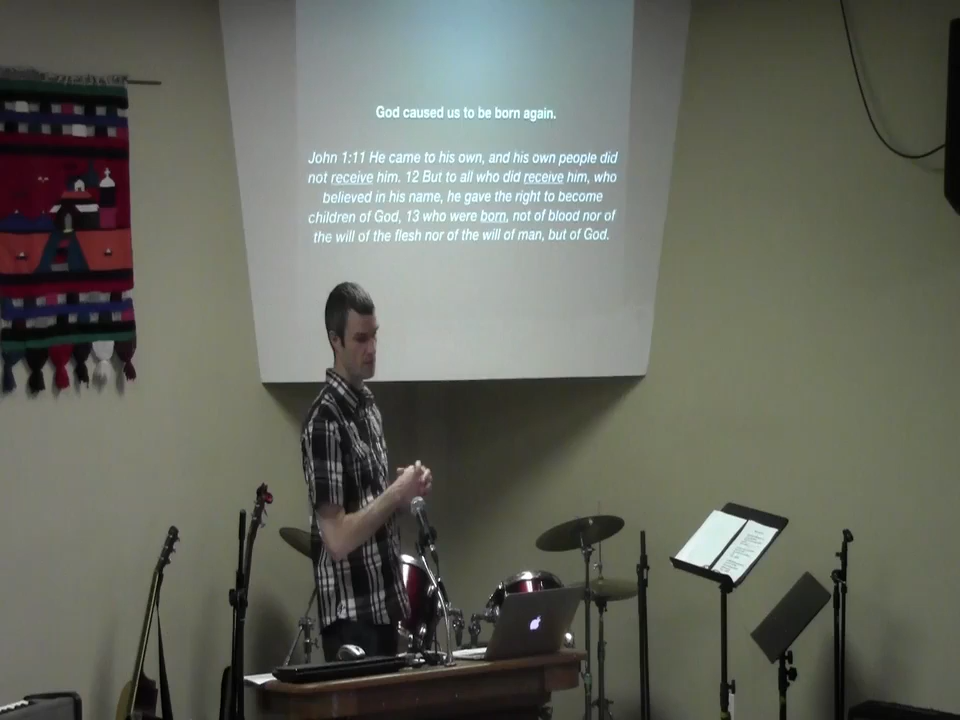 God caused us to be born again.
John 1:11 He came to his own, and his own people did
not receive him. 12 But to all who did receive him, who
believed in his name, he gave the right to become
children of God, 13 who were born, not of blood nor of
the will of the flesh nor of the will of man, but of God.